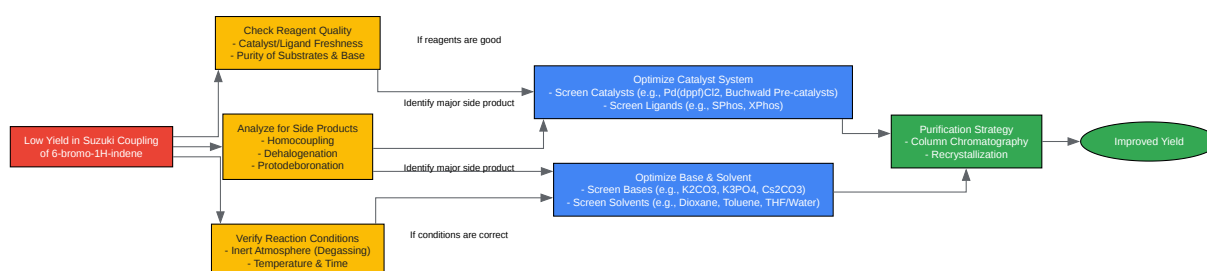 Check Reagent Quality
- Catalyst/Ligand Freshness
- Purity of Substrates & Base
If reagents are good
Optimize Catalyst System
- Screen Catalysts (e.g., Pd(dppf)Cl2, Buchwald Pre-catalysts)
- Screen Ligands (e.g., SPhos, XPhos)
Identify major side product
Low Yield in Suzuki Coupling
of 6-bromo-1H-indene
Analyze for Side Products
- Homocoupling
- Dehalogenation
- Protodeboronation
Identify major side product
Purification Strategy
- Column Chromatography
- Recrystallization
Improved Yield
Optimize Base & Solvent
- Screen Bases (e.g., K2CO3, K3PO4, Cs2CO3)
- Screen Solvents (e.g., Dioxane, Toluene, THF/Water)
Verify Reaction Conditions
- Inert Atmosphere (Degassing)
- Temperature & Time
If conditions are correct